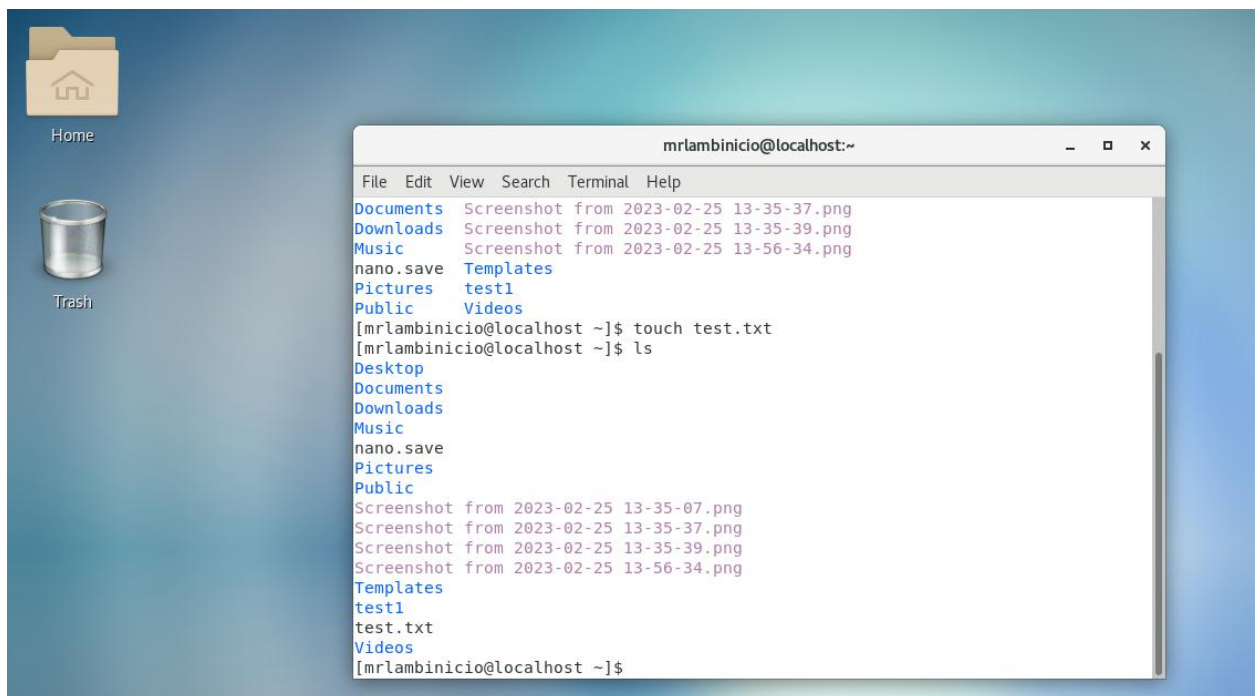 Home
Trash
mrlambinicio@localhost:~
File Edit View Search Terminal Help
Documents  Screenshot from 2023-02-25 13-35-37.png
Downloads  Screenshot from 2023-02-25 13-35-39.png
Music      Screenshot from 2023-02-25 13-56-34.png
nano.save  Templates
Pictures   test1
Public     Videos
[mrlambinicio@localhost ~]$ touch test.txt
[mrlambinicio@localhost ~]$ ls
Desktop
Documents
Downloads
Music
nano.save
Pictures
Public
Screenshot from 2023-02-25 13-35-07.png
Screenshot from 2023-02-25 13-35-37.png
Screenshot from 2023-02-25 13-35-39.png
Screenshot from 2023-02-25 13-56-34.png
Templates
test1
test.txt
Videos
[mrlambinicio@localhost ~]$